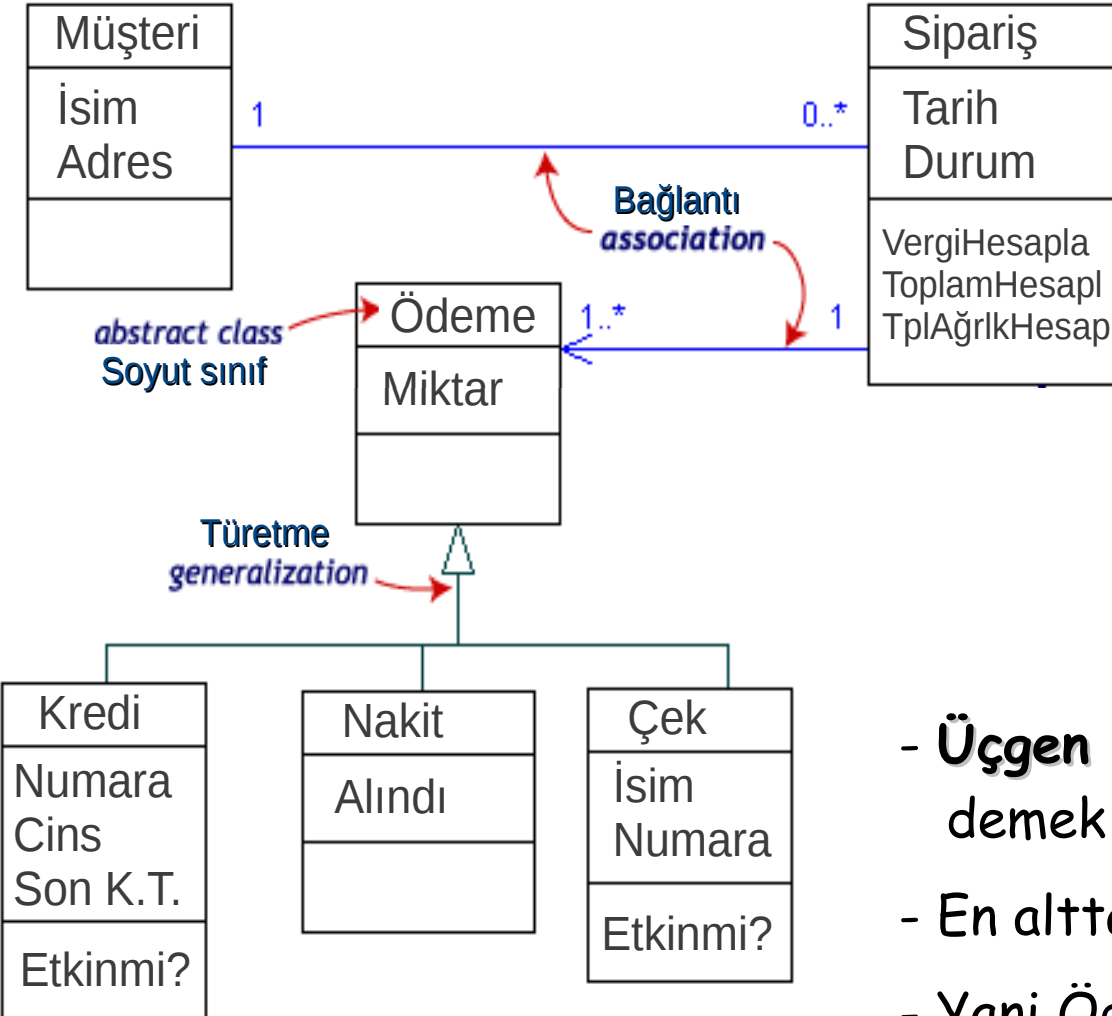 Müşteri
İsim
Adres
1
0..*
Sipariş
Tarih
Durum
VergiHesapla
ToplamHesapl
TplAğrlkHesap
Bağlantı
association
abstract class
Soyut sınıf
Ödeme
Miktar
1..*
1
Türetme
generalization
Kredi
Numara
Cins
Son K.T.
Etkinmi?
Nakit
Alındı
Çek
İsim
Numara
Etkinmi?
- Üçgen
demek
- En altt
- Yani